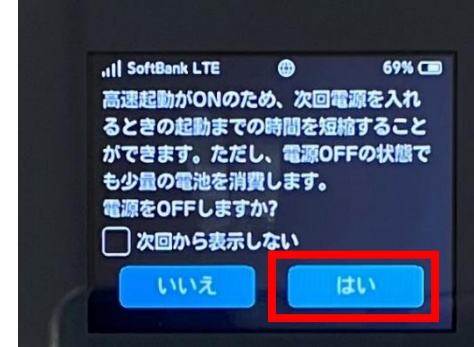 SoftBank LTE 69%
高速起動がONのため、次回電源を入れ
るときの起動までの時間を短縮すること
ができます。ただし、電源OFFの状態で
も少量の電池を消費します。
電源をOFFしますか?
次回から表示しない
いいえ はい